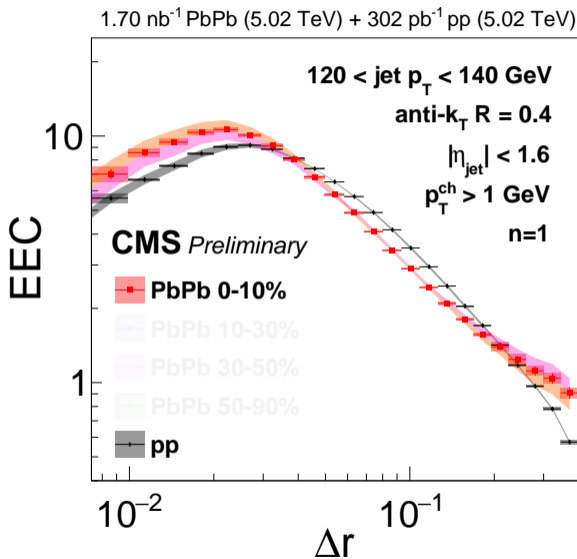 1.70 nb⁻¹ PbPb (5.02 TeV) + 302 pb⁻¹ pp (5.02 TeV)
120 < jet p_T < 140 GeV
anti-k_T R = 0.4
|η_jet| < 1.6
p_T^ch > 1 GeV
n=1
EEC
10
1
CMS Preliminary
PbPb 0-10%
PbPb 10-30%
PbPb 30-50%
PbPb 50-90%
pp
10⁻² 10⁻¹
Δr